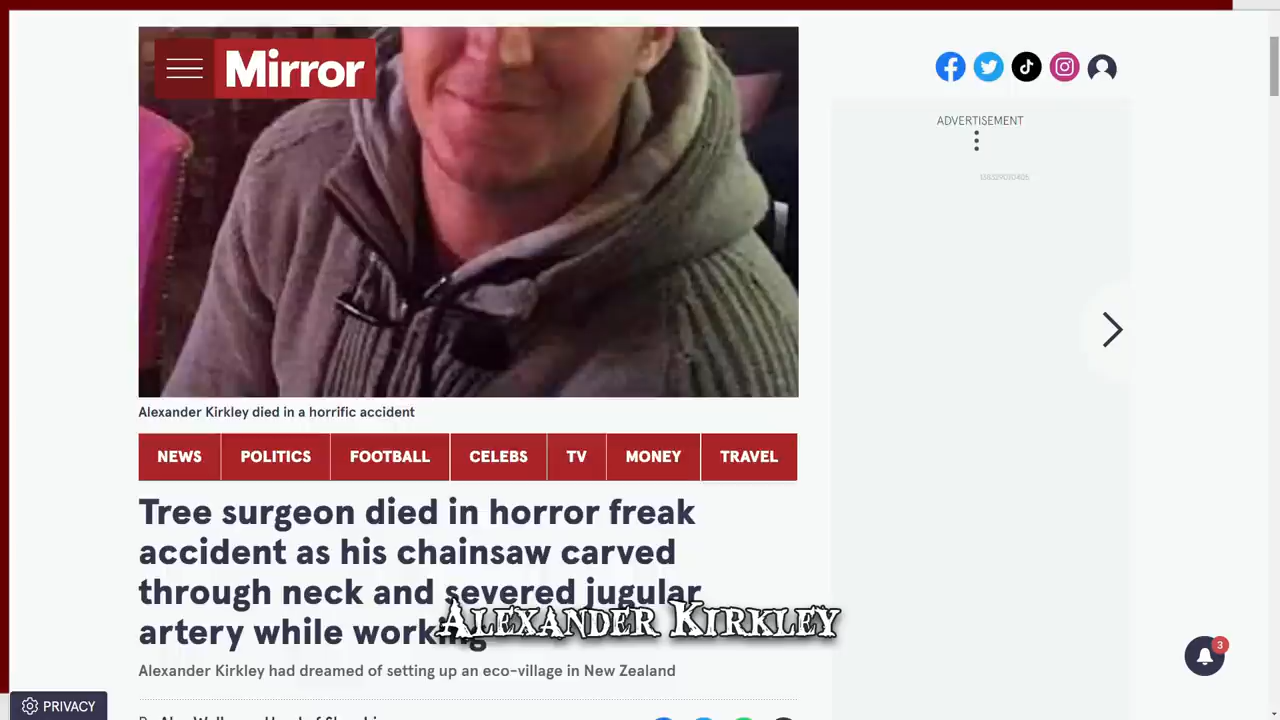 Mirror
ADVERTISEMENT
338329010405
Alexander Kirkley died in a horrific accident
NEWS POLITICS FOOTBALL CELEBS TV MONEY TRAVEL
Tree surgeon died in horror freak
accident as his chainsaw carved
through neck and severed jugular
artery while working
Alexander Kirkley
Alexander Kirkley had dreamed of setting up an eco-village in New Zealand
3
PRIVACY